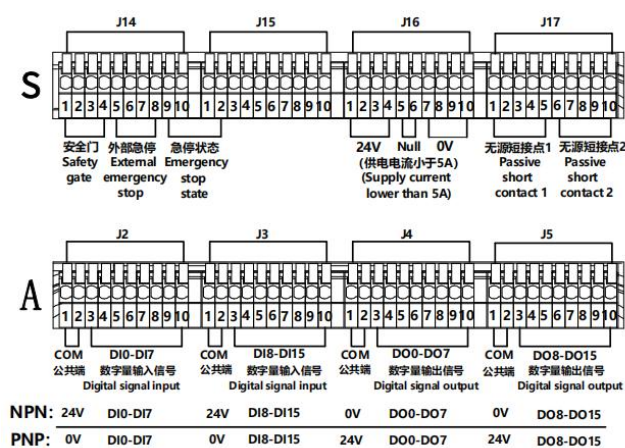 J14 J15 J16 J17
S
1 2 3 4 5 6 7 8 9 10 1 2 3 4 5 6 7 8 9 10 1 2 3 4 5 6 7 8 9 10 1 2 3 4 5 6 7 8 9 10
安全门 外部急停 急停状态 24V Null 0V 无源短接点1 无源短接点2
Safety External Emergency （供电电流小于5A） Passive Passive
gate emergency stop (Supply current short short
stop state lower than 5A) contact 1 contact 2
J2 J3 J4 J5
A
1 2 3 4 5 6 7 8 9 10 1 2 3 4 5 6 7 8 9 10 1 2 3 4 5 6 7 8 9 10 1 2 3 4 5 6 7 8 9 10
COM DI0-DI7 COM DI8-DI15 COM DO0-DO7 COM DO8-DO15
公共端 数字量输入信号 公共端 数字量输入信号 公共端 数字量输出信号 公共端 数字量输出信号
Digital signal input Digital signal input Digital signal output Digital signal output
NPN: 24V DI0-DI7 24V DI8-DI15 0V DO0-DO7 0V DO8-DO15
PNP: 0V DI0-DI7 0V DI8-DI15 24V DO0-DO7 24V DO8-DO15